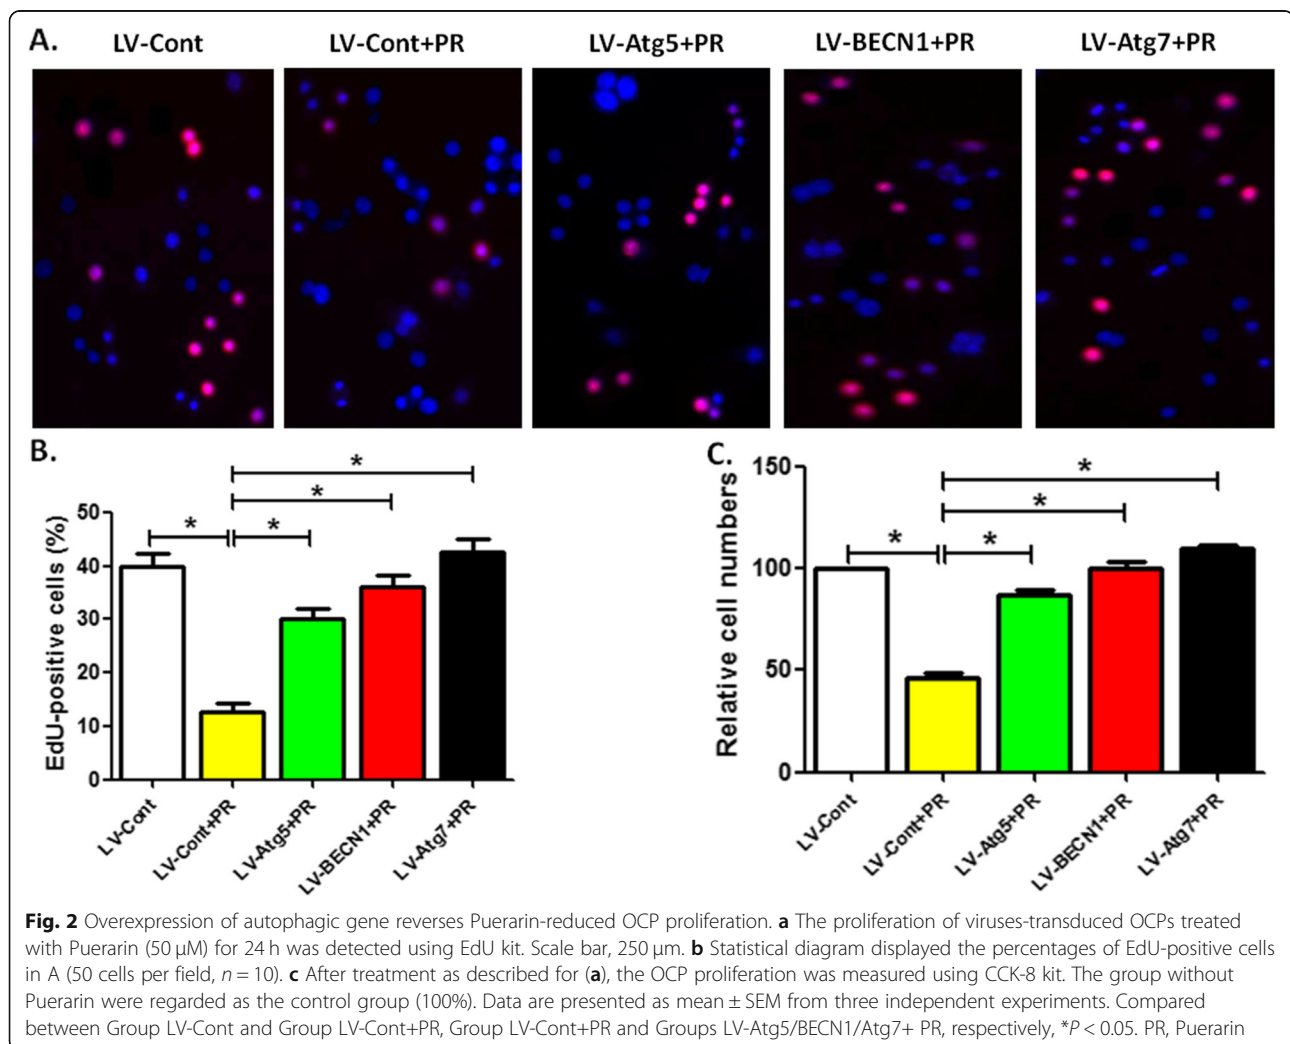 A.
LV-Cont
LV-Cont+PR
LV-Atg5+PR
LV-BECN1+PR
LV-Atg7+PR
B.
EdU-positive cells (%)
50
40
30
20
10
0
*
*
*
*
LV-Cont
LV-Cont+PR
LV-Atg5+PR
LV-BECN1+PR
LV-Atg7+PR
C.
Relative cell numbers
150
100
50
0
*
*
*
*
LV-Cont
LV-Cont+PR
LV-Atg5+PR
LV-BECN1+PR
LV-Atg7+PR
Fig. 2 Overexpression of autophagic gene reverses Puerarin-reduced OCP proliferation. a The proliferation of viruses-transduced OCPs treated
with Puerarin (50 μM) for 24 h was detected using EdU kit. Scale bar, 250 μm. b Statistical diagram displayed the percentages of EdU-positive cells
in A (50 cells per field, n = 10). c After treatment as described for (a), the OCP proliferation was measured using CCK-8 kit. The group without
Puerarin were regarded as the control group (100%). Data are presented as mean ± SEM from three independent experiments. Compared
between Group LV-Cont and Group LV-Cont+PR, Group LV-Cont+PR and Groups LV-Atg5/BECN1/Atg7+ PR, respectively, *P < 0.05. PR, Puerarin